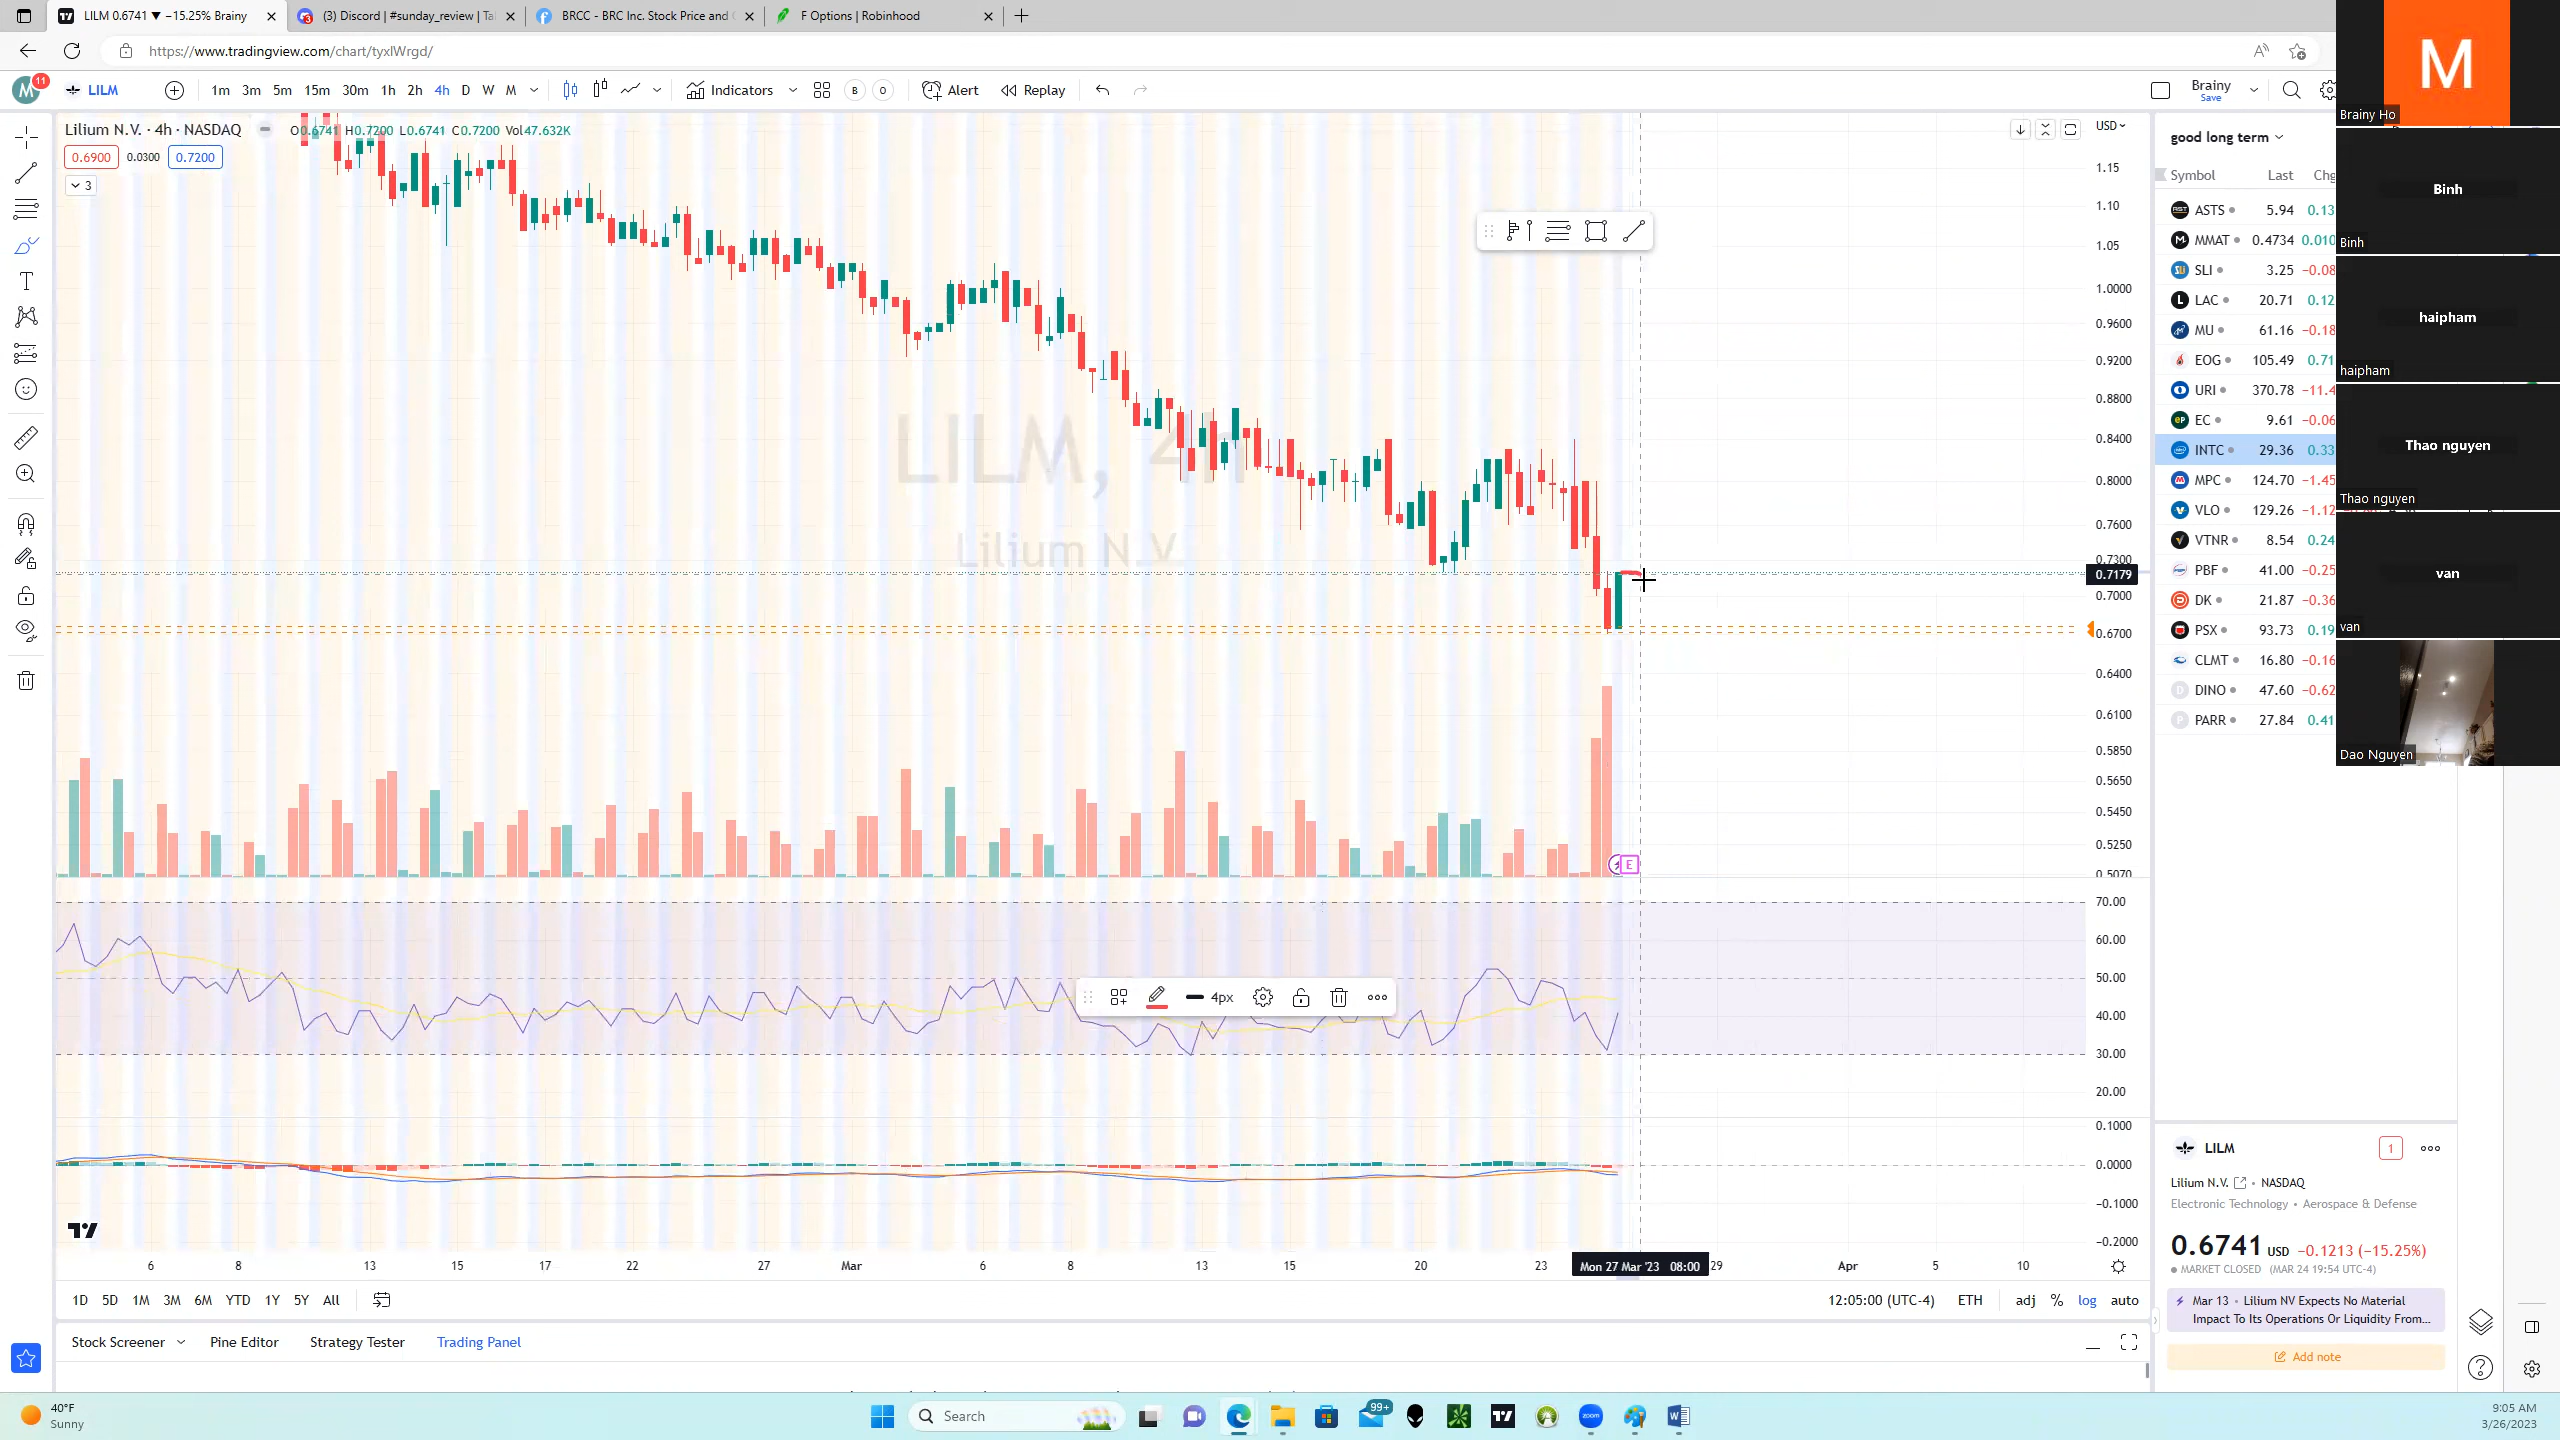 LILM 0.6741 ▼ −15.25% Brainy
(3) Discord | #sunday_review | Tal
BRCC - BRC Inc. Stock Price and
F Options | Robinhood
https://www.tradingview.com/chart/tyxlWrgd/
M 11
LILM
1m 3m 5m 15m 30m 1h 2h 4h D W M
Indicators
B O
Alert
Replay
Brainy
Save
Lilium N.V. · 4h · NASDAQ
O0.6741 H0.7200 L0.6741 C0.7200 Vol47.632K
0.6900 0.0300 0.7200
3
LILM, 4h
Lilium N.V.
USD
1.15
1.10
1.05
1.0000
0.9600
0.9200
0.8800
0.8400
0.8000
0.7600
0.7300
0.7179
0.7000
0.6700
0.6400
0.6100
0.5850
0.5650
0.5450
0.5250
0.5070
E
70.00
60.00
50.00
40.00
30.00
20.00
4px
0.1000
0.0000
−0.1000
−0.2000
6 8 13 15 17 22 27 Mar 6 8 13 15 20 23 Mon 27 Mar '23 08:00 29 Apr 5 10
1D 5D 1M 3M 6M YTD 1Y 5Y All
12:05:00 (UTC-4) ETH adj % log auto
Stock Screener Pine Editor Strategy Tester Trading Panel
good long term
Symbol Last Chg
ASTS 5.94 0.13
MMAT 0.4734 0.010
SLI 3.25 −0.08
LAC 20.71 0.12
MU 61.16 −0.18
EOG 105.49 0.71
URI 370.78 −11.4
EC 9.61 −0.06
INTC 29.36 0.33
MPC 124.70 −1.45
VLO 129.26 −1.12
VTNR 8.54 0.24
PBF 41.00 −0.25
DK 21.87 −0.36
PSX 93.73 0.19
CLMT 16.80 −0.16
DINO 47.60 −0.62
PARR 27.84 0.41
LILM
1
Lilium N.V. • NASDAQ
Electronic Technology • Aerospace & Defense
0.6741 USD −0.1213 (−15.25%)
MARKET CLOSED (MAR 24 19:54 UTC-4)
Mar 13 • Lilium NV Expects No Material
Impact To Its Operations Or Liquidity From...
Add note
M
Brainy Ho
Binh
Binh
haipham
haipham
Thao nguyen
Thao nguyen
van
van
Dao Nguyen
40°F
Sunny
Search
99+
zoom
9:05 AM
3/26/2023